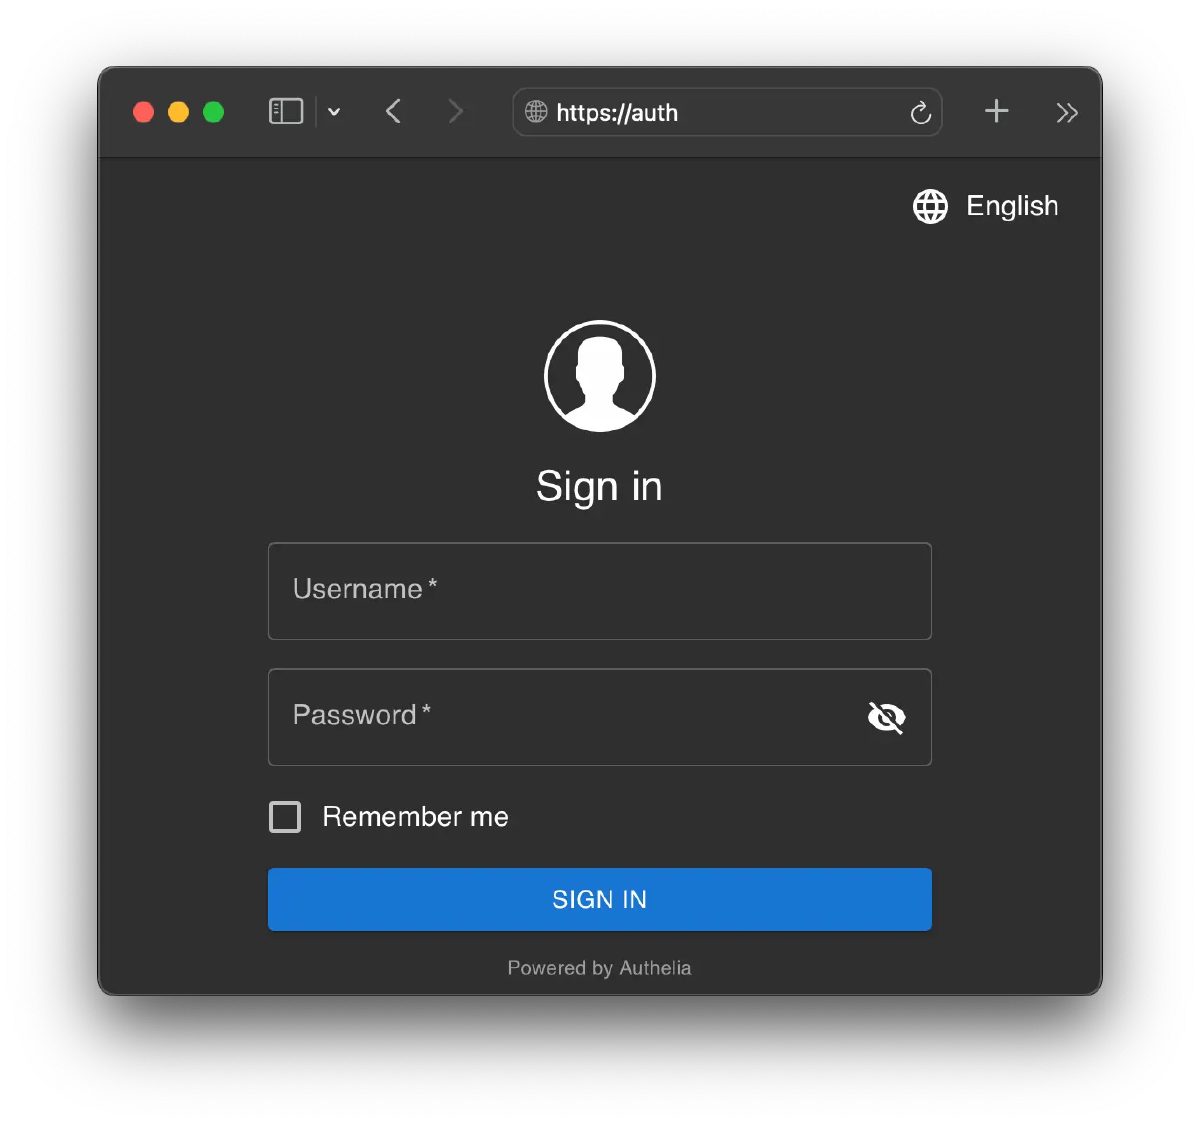 https://auth
English
Sign in
Username *
Password *
Remember me
SIGN IN
Powered by Authelia